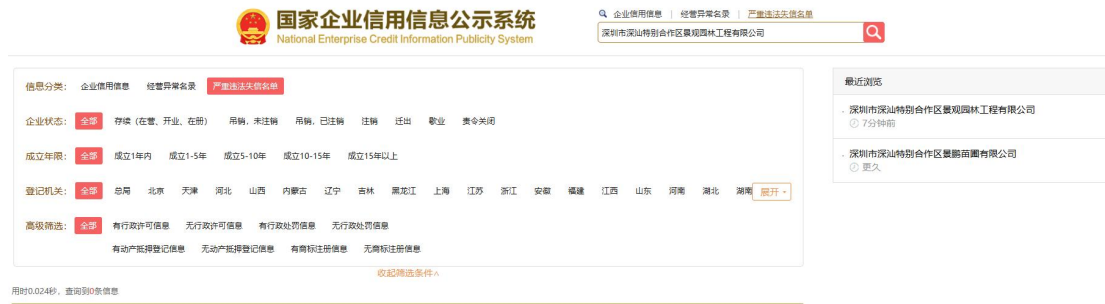 国家企业信用信息公示系统
National Enterprise Credit Information Publicity System
企业信用信息 | 经营异常名录 | 严重违法失信名单
深圳市深汕特别合作区景观园林工程有限公司
信息分类： 企业信用信息 经营异常名录 严重违法失信名单
企业状态： 全部 存续（在营、开业、在册） 吊销，未注销 吊销，已注销 注销 迁出 歇业 责令关闭
成立年限： 全部 成立1年内 成立1-5年 成立5-10年 成立10-15年 成立15年以上
登记机关： 全部 总局 北京 天津 河北 山西 内蒙古 辽宁 吉林 黑龙江 上海 江苏 浙江 安徽 福建 江西 山东 河南 湖北 湖南 展开
高级筛选： 全部 有行政许可信息 无行政许可信息 有行政处罚信息 无行政处罚信息
有动产抵押登记信息 无动产抵押登记信息 有商标注册信息 无商标注册信息
收起筛选条件
用时0.024秒，查询到0条信息
最近浏览
深圳市深汕特别合作区景观园林工程有限公司
7分钟前
深圳市深汕特别合作区景鹏苗圃有限公司
更久